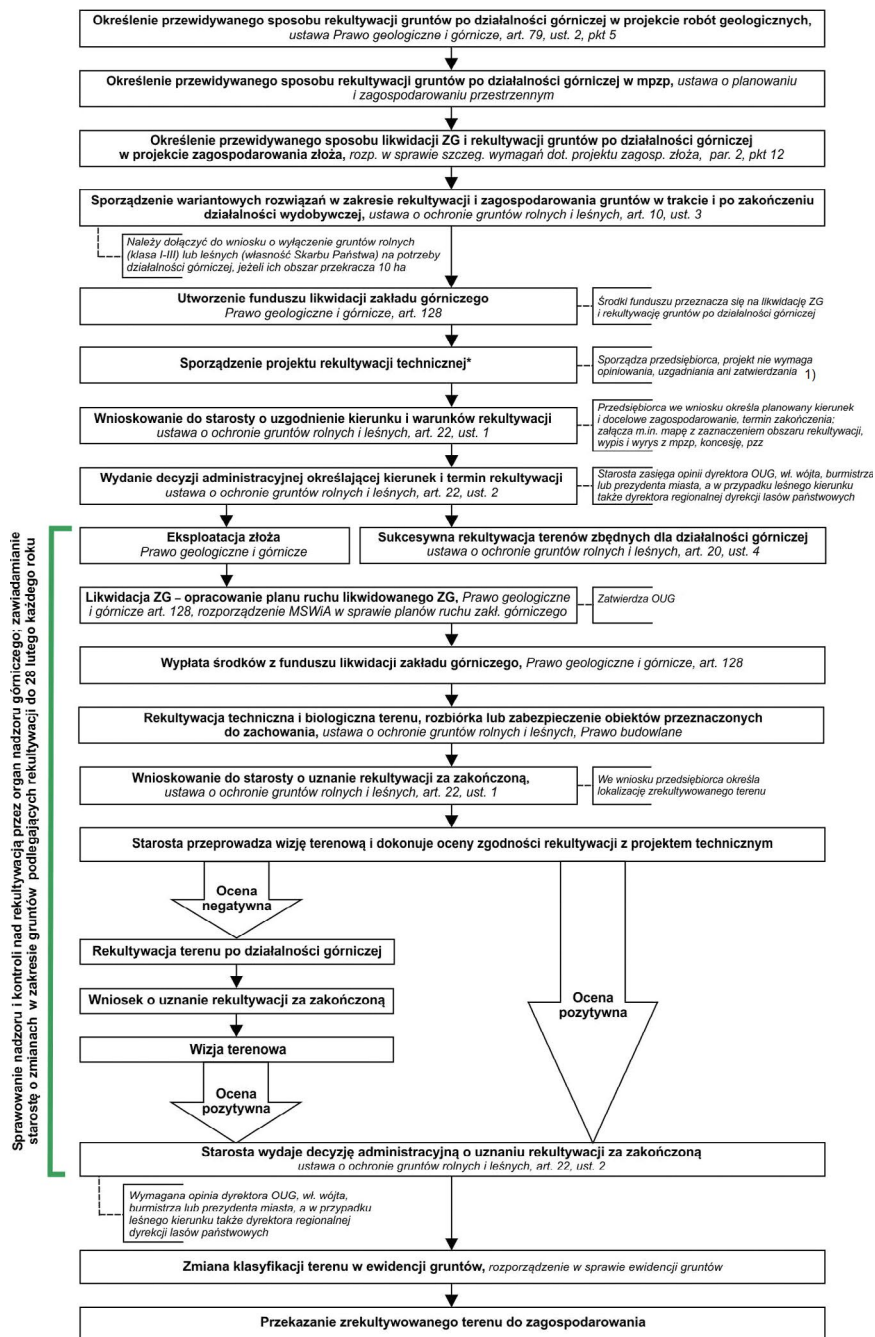 Określenie przewidywanego sposobu rekultywacji gruntów po działalności górniczej w projekcie robót geologicznych,
ustawa Prawo geologiczne i górnicze, art. 79, ust. 2, pkt 5
Określenie przewidywanego sposobu rekultywacji gruntów po działalności górniczej w mpzp, ustawa o planowaniu
i zagospodarowaniu przestrzennym
Określenie przewidywanego sposobu likwidacji ZG i rekultywacji gruntów po działalności górniczej
w projekcie zagospodarowania złoża, rozp. w sprawie szczeg. wymagań dot. projektu zagosp. złoża, par. 2, pkt 12
Sporządzenie wariantowych rozwiązań w zakresie rekultywacji i zagospodarowania gruntów w trakcie i po zakończeniu
działalności wydobywczej, ustawa o ochronie gruntów rolnych i leśnych, art. 10, ust. 3
Należy dołączyć do wniosku o wyłączenie gruntów rolnych
(klasa I-III) lub leśnych (własność Skarbu Państwa) na potrzeby
działalności górniczej, jeżeli ich obszar przekracza 10 ha
Utworzenie funduszu likwidacji zakładu górniczego
Prawo geologiczne i górnicze, art. 128
Środki funduszu przeznacza się na likwidację ZG
i rekultywację gruntów po działalności górniczej
Sporządzenie projektu rekultywacji technicznej*
Sporządza przedsiębiorca, projekt nie wymaga
opiniowania, uzgadniania ani zatwierdzania 1)
Wnioskowanie do starosty o uzgodnienie kierunku i warunków rekultywacji
ustawa o ochronie gruntów rolnych i leśnych, art. 22, ust. 1
Przedsiębiorca we wniosku określa planowany kierunek
i docelowe zagospodarowanie, termin zakończenia;
załącza m.in. mapę z zaznaczeniem obszaru rekultywacji,
wypis i wyrys z mpzp, koncesję, pzz
Wydanie decyzji administracyjnej określającej kierunek i termin rekultywacji
ustawa o ochronie gruntów rolnych i leśnych, art. 22, ust. 2
Starosta zasięga opinii dyrektora OUG, wł. wójta, burmistrza
lub prezydenta miasta, a w przypadku leśnego kierunku
także dyrektora regionalnej dyrekcji lasów państwowych
Sprawowanie nadzoru i kontroli nad rekultywacją przez organ nadzoru górniczego; zawiadamianie
starostę o zmianach w zakresie gruntów podlegających rekultywacji do 28 lutego każdego roku
Eksploatacja złoża
Prawo geologiczne i górnicze
Sukcesywna rekultywacja terenów zbędnych dla działalności górniczej
ustawa o ochronie gruntów rolnych i leśnych, art. 20, ust. 4
Likwidacja ZG – opracowanie planu ruchu likwidowanego ZG, Prawo geologiczne
i górnicze art. 128, rozporządzenie MSWiA w sprawie planów ruchu zakł. górniczego
Zatwierdza OUG
Wypłata środków z funduszu likwidacji zakładu górniczego, Prawo geologiczne i górnicze, art. 128
Rekultywacja techniczna i biologiczna terenu, rozbiórka lub zabezpieczenie obiektów przeznaczonych
do zachowania, ustawa o ochronie gruntów rolnych i leśnych, Prawo budowlane
Wnioskowanie do starosty o uznanie rekultywacji za zakończoną,
ustawa o ochronie gruntów rolnych i leśnych, art. 22, ust. 1
We wniosku przedsiębiorca określa
lokalizację zrekultywowanego terenu
Starosta przeprowadza wizję terenową i dokonuje oceny zgodności rekultywacji z projektem technicznym
Ocena
negatywna
Rekultywacja terenu po działalności górniczej
Wniosek o uznanie rekultywacji za zakończoną
Wizja terenowa
Ocena
pozytywna
Ocena
pozytywna
Starosta wydaje decyzję administracyjną o uznaniu rekultywacji za zakończoną
ustawa o ochronie gruntów rolnych i leśnych, art. 22, ust. 2
Wymagana opinia dyrektora OUG, wł. wójta,
burmistrza lub prezydenta miasta, a w przypadku
leśnego kierunku także dyrektora regionalnej
dyrekcji lasów państwowych
Zmiana klasyfikacji terenu w ewidencji gruntów, rozporządzenie w sprawie ewidencji gruntów
Przekazanie zrekultywowanego terenu do zagospodarowania